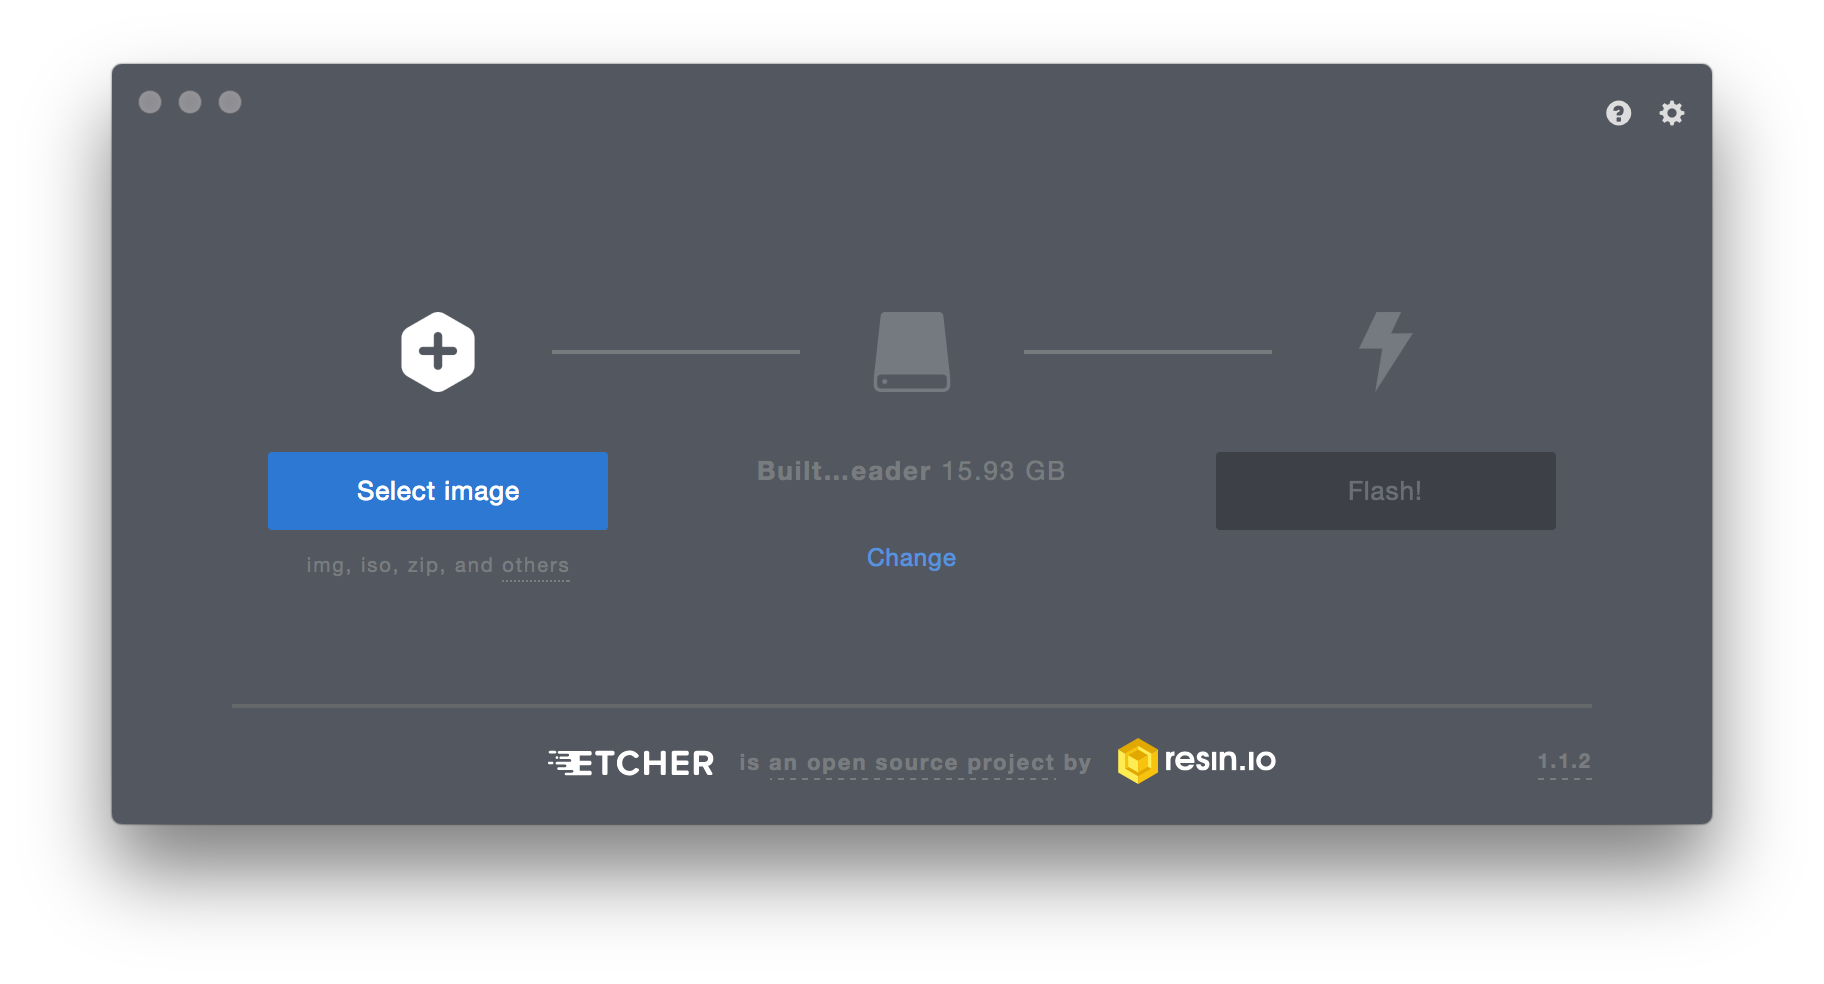 Select image
img, iso, zip, and others
Built...eader 15.93 GB
Change
Flash!
ETCHER is an open source project by resin.io
1.1.2